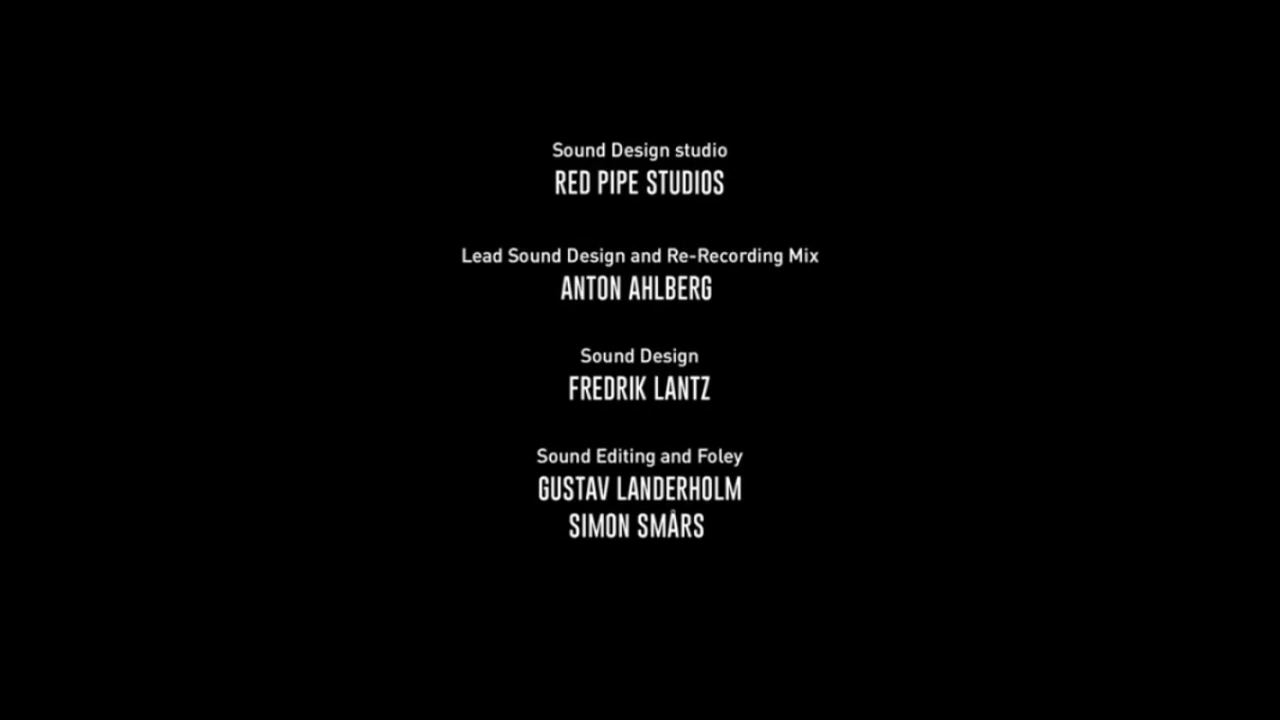 Sound Design studio
RED PIPE STUDIOS
Lead Sound Design and Re-Recording Mix
ANTON AHLBERG
Sound Design
FREDRIK LANTZ
Sound Editing and Foley
GUSTAV LANDERHOLM
SIMON SMÅRS